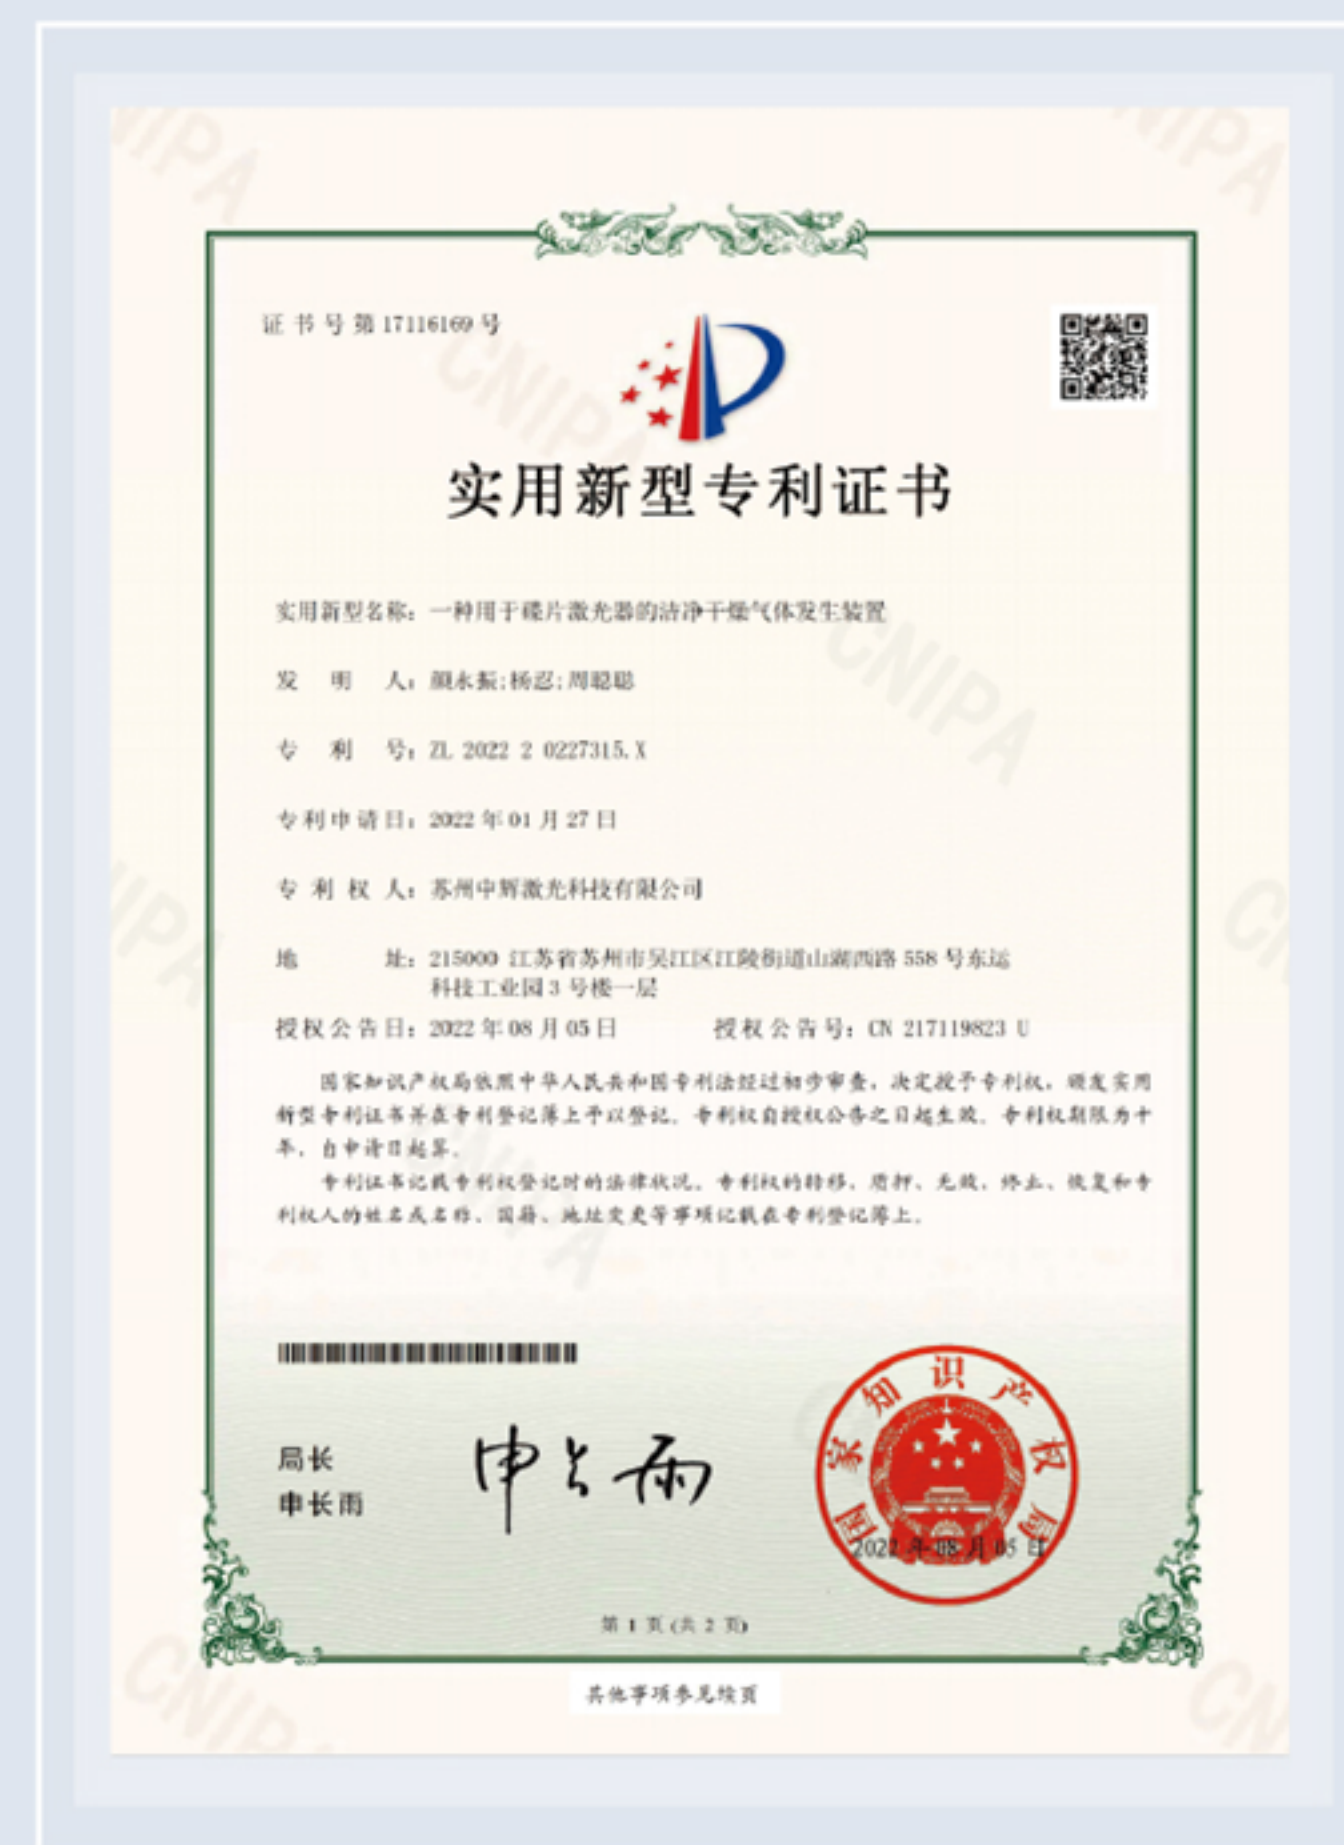 证书号第17116169号
实用新型专利证书
实用新型名称：一种用于碟片激光器的洁净干燥气体发生装置
发 明 人：颜永振;杨忍;周聪聪
专 利 号：ZL 2022 2 0227315.X
专利申请日：2022年01月27日
专 利 权 人：苏州中辉激光科技有限公司
地 址：215000 江苏省苏州市吴江区江陵街道山湖西路558号东运
科技工业园3号楼一层
授权公告日：2022年08月05日 授权公告号：CN 217119823 U
国家知识产权局依照中华人民共和国专利法经过初步审查，决定授予专利权，颁发实用
新型专利证书并在专利登记簿上予以登记。专利权自授权公告之日起生效。专利权期限为十
年，自申请日起算。
专利证书记载专利权登记时的法律状况。专利权的转移、质押、无效、终止、恢复和专
利权人的姓名或名称、国籍、地址变更等事项记载在专利登记簿上。
局长
申长雨
申长雨
国家知识产权局
2022年08月05日
第 1 页 (共 2 页)
其他事项参见续页
CNIPA
CNIPA
CNIPA
CNIPA
CNIPA